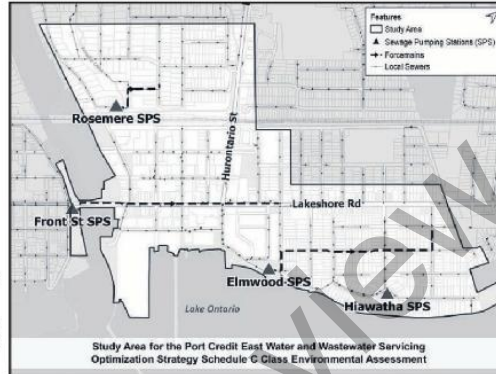 Features
Study Area
Sewage Pumping Stations (SPS)
Forcemains
Local Sewers
Rosemere SPS
Hurontario St
Lakeshore Rd
Front St SPS
Elmwood SPS
Hiawatha SPS
Lake Ontario
Study Area for the Port Credit East Water and Wastewater Servicing
Optimization Strategy Schedule C Class Environmental Assessment